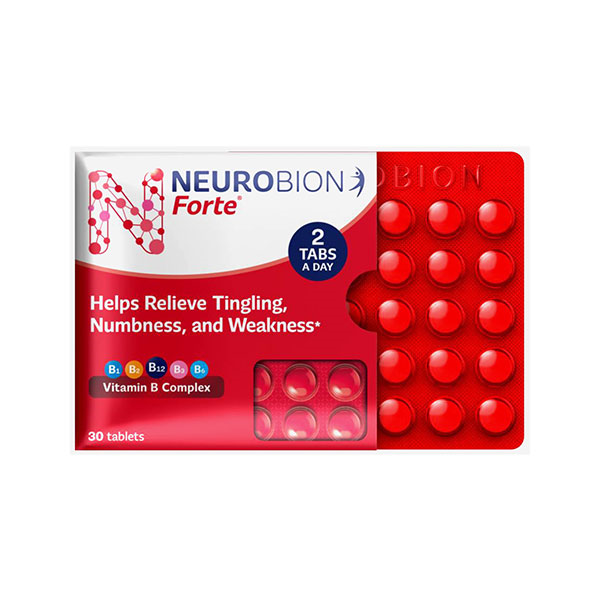 NEUROBION
Forte®
OBION
2
TABS
A DAY
Helps Relieve Tingling,
Numbness, and Weakness*
B1 B2 B12 B3 B6
Vitamin B Complex
30 tablets